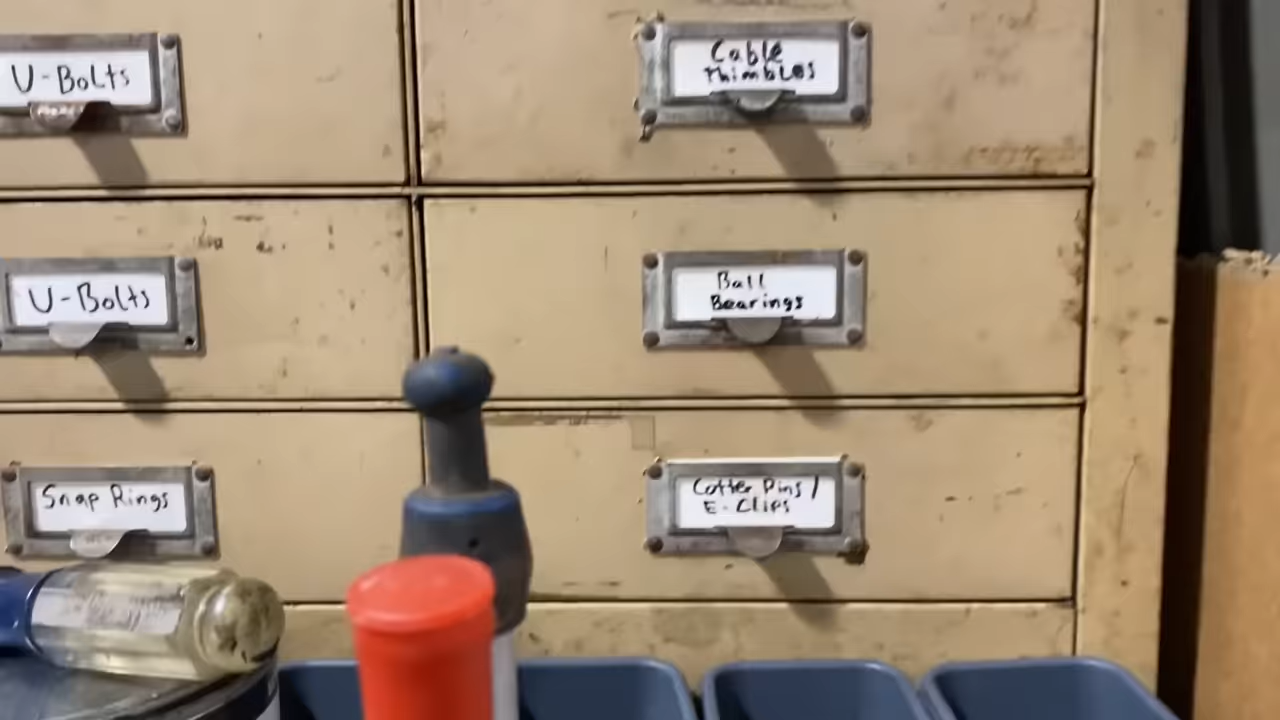 U-Bolts
Cable
Thimbles
U-Bolts
Ball
Bearings
Snap Rings
Cotter Pins/
E-Clips